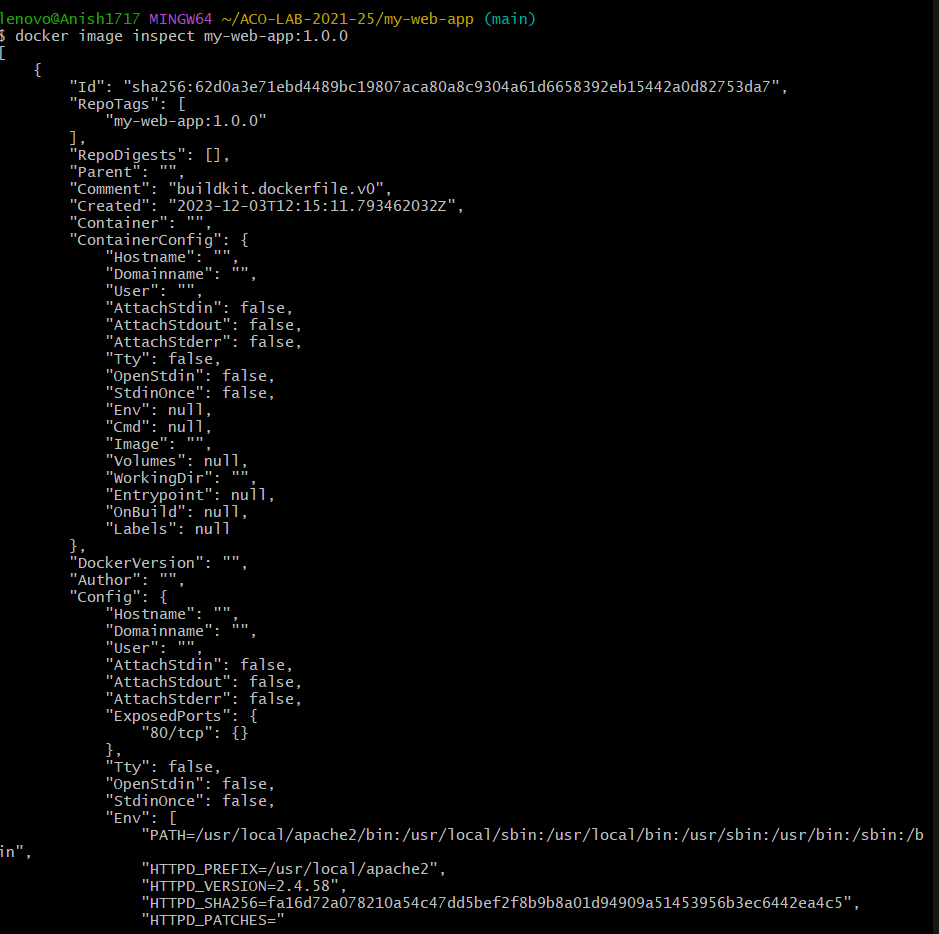 lenovo@Anish1717 MINGW64 ~/ACO-LAB-2021-25/my-web-app (main)
$ docker image inspect my-web-app:1.0.0
[
    {
        "Id": "sha256:62d0a3e71ebd4489bc19807aca80a8c9304a61d6658392eb15442a0d82753da7",
        "RepoTags": [
            "my-web-app:1.0.0"
        ],
        "RepoDigests": [],
        "Parent": "",
        "Comment": "buildkit.dockerfile.v0",
        "Created": "2023-12-03T12:15:11.793462032Z",
        "Container": "",
        "ContainerConfig": {
            "Hostname": "",
            "Domainname": "",
            "User": "",
            "AttachStdin": false,
            "AttachStdout": false,
            "AttachStderr": false,
            "Tty": false,
            "OpenStdin": false,
            "StdinOnce": false,
            "Env": null,
            "Cmd": null,
            "Image": "",
            "Volumes": null,
            "WorkingDir": "",
            "Entrypoint": null,
            "OnBuild": null,
            "Labels": null
        },
        "DockerVersion": "",
        "Author": "",
        "Config": {
            "Hostname": "",
            "Domainname": "",
            "User": "",
            "AttachStdin": false,
            "AttachStdout": false,
            "AttachStderr": false,
            "ExposedPorts": {
                "80/tcp": {}
            },
            "Tty": false,
            "OpenStdin": false,
            "StdinOnce": false,
            "Env": [
                "PATH=/usr/local/apache2/bin:/usr/local/sbin:/usr/local/bin:/usr/sbin:/usr/bin:/sbin:/b
in",
                "HTTPD_PREFIX=/usr/local/apache2",
                "HTTPD_VERSION=2.4.58",
                "HTTPD_SHA256=fa16d72a078210a54c47dd5bef2f8b9b8a01d94909a51453956b3ec6442ea4c5",
                "HTTPD_PATCHES="